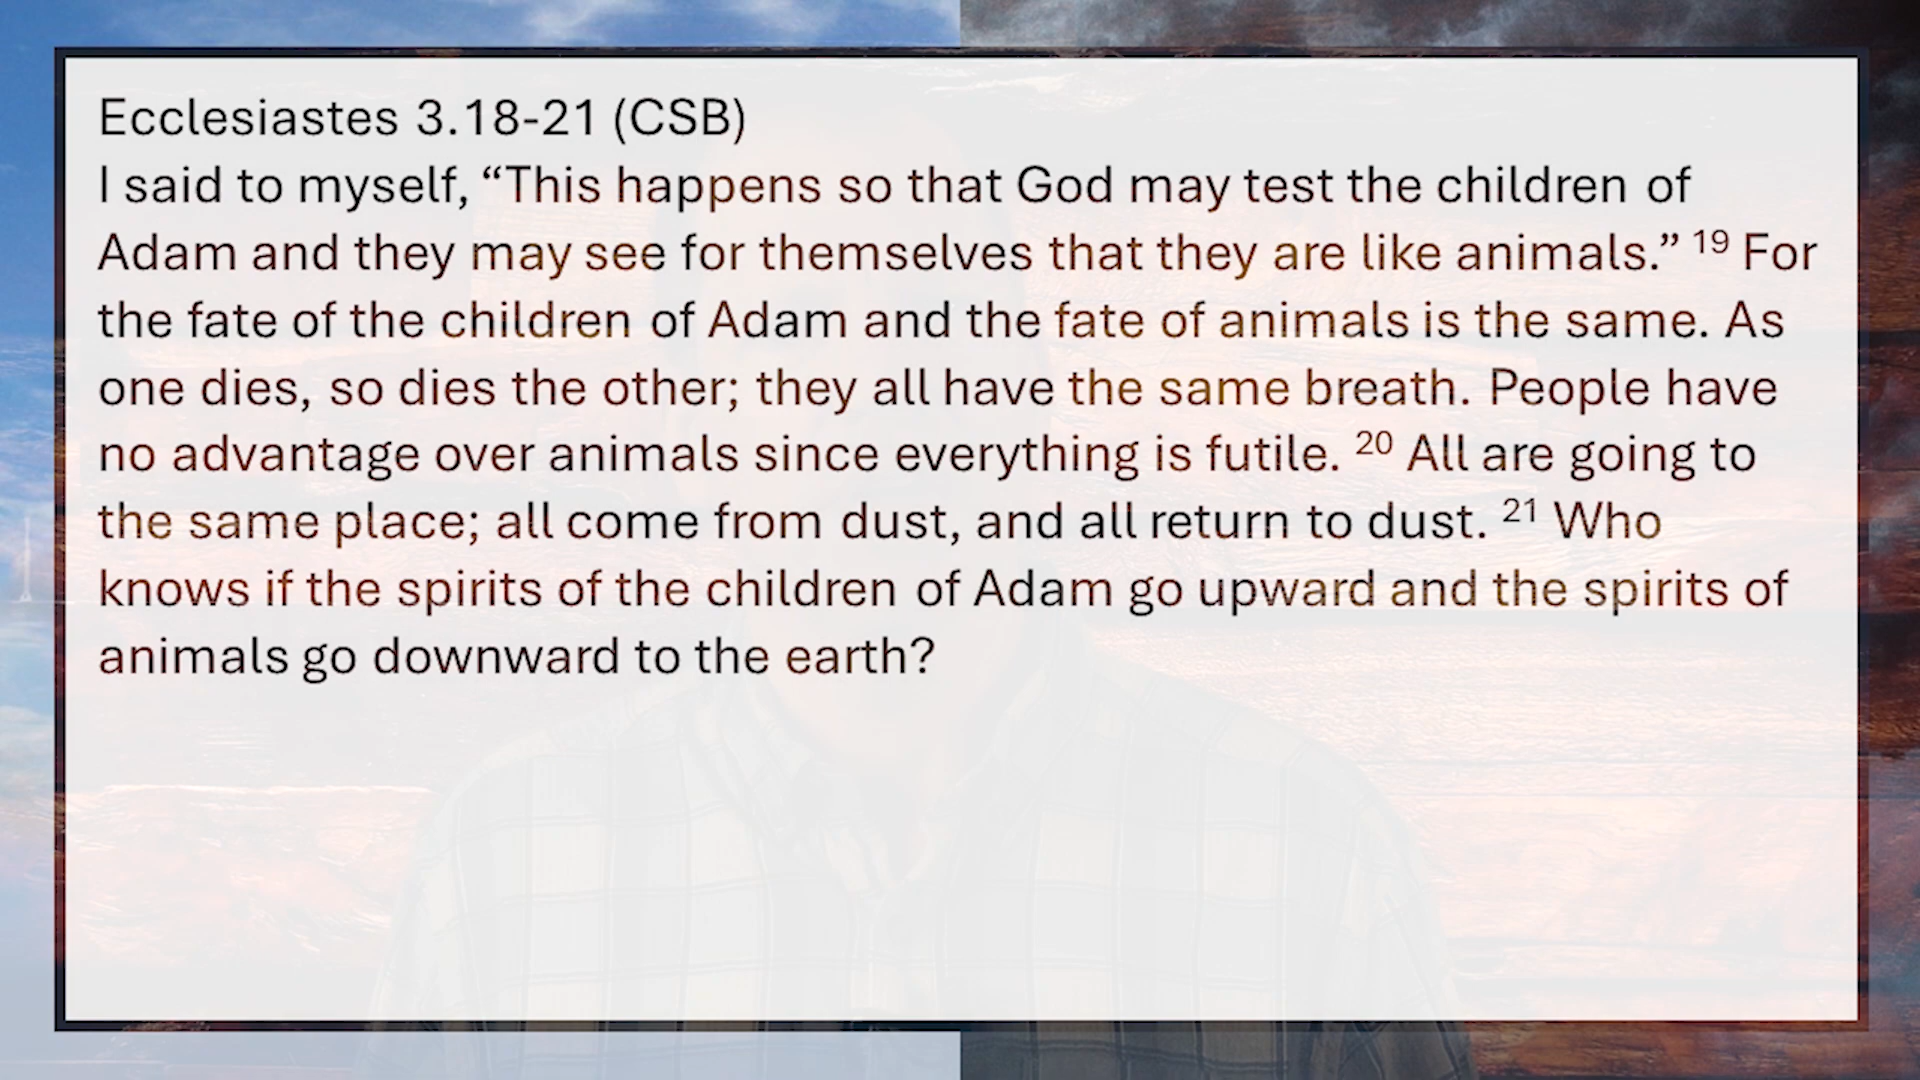 Ecclesiastes 3.18-21 (CSB)
I said to myself, “This happens so that God may test the children of
Adam and they may see for themselves that they are like animals.” 19 For
the fate of the children of Adam and the fate of animals is the same. As
one dies, so dies the other; they all have the same breath. People have
no advantage over animals since everything is futile. 20 All are going to
the same place; all come from dust, and all return to dust. 21 Who
knows if the spirits of the children of Adam go upward and the spirits of
animals go downward to the earth?